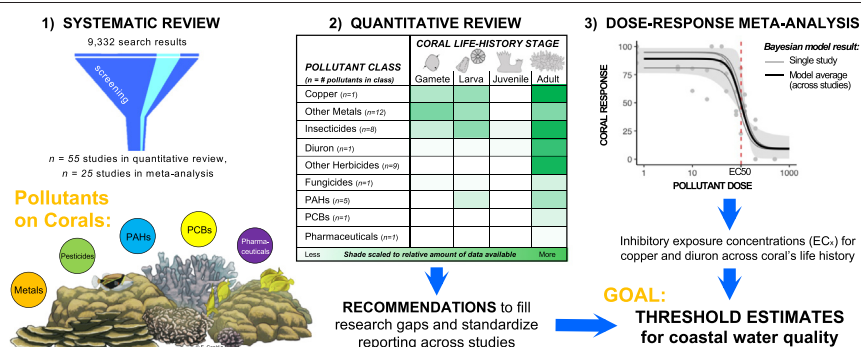 1) SYSTEMATIC REVIEW
9,332 search results
screening
n = 55 studies in quantitative review,
n = 25 studies in meta-analysis
Pollutants
on Corals:
Metals
Pesticides
PAHs
PCBs
Pharma-
ceuticals
2) QUANTITATIVE REVIEW
CORAL LIFE-HISTORY STAGE
POLLUTANT CLASS
(n = # pollutants in class)
Gamete Larva Juvenile Adult
Copper (n=1)
Other Metals (n=12)
Insecticides (n=8)
Diuron (n=1)
Other Herbicides (n=9)
Fungicides (n=1)
PAHs (n=5)
PCBs (n=1)
Pharmaceuticals (n=1)
Less Shade scaled to relative amount of data available More
RECOMMENDATIONS to fill
research gaps and standardize
reporting across studies
3) DOSE-RESPONSE META-ANALYSIS
Bayesian model result:
Single study
Model average
(across studies)
CORAL RESPONSE
100
75
50
25
0
1 10 EC50 1000
POLLUTANT DOSE
Inhibitory exposure concentrations (ECx) for
copper and diuron across coral's life history
GOAL:
THRESHOLD ESTIMATES
for coastal water quality